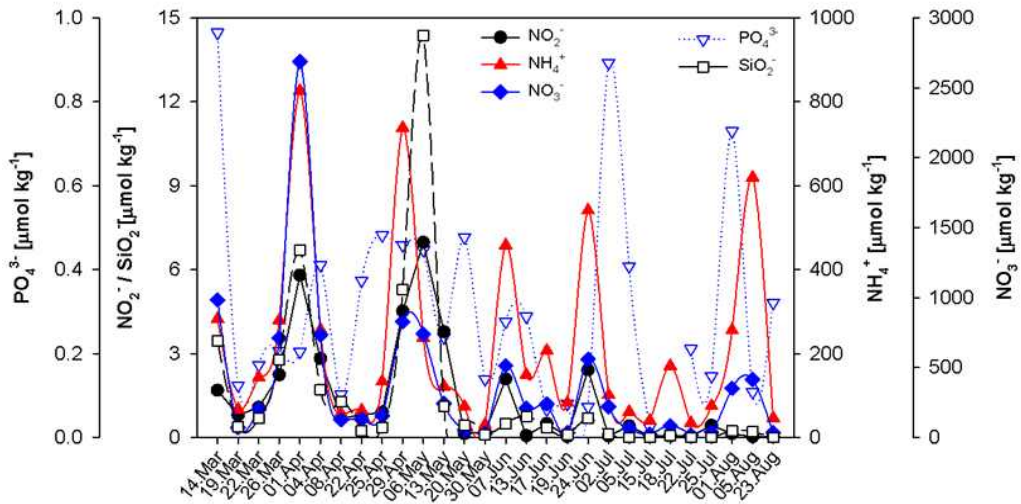 1.0
0.8
0.6
0.4
0.2
0.0
PO₄³⁻ [µmol kg⁻¹]
15
12
9
6
3
0
NO₂⁻ / SiO₂⁻[µmol kg⁻¹]
NO₂⁻
NH₄⁺
NO₃⁻
PO₄³⁻
SiO₂⁻
1000
800
600
400
200
0
NH₄⁺ [µmol kg⁻¹]
3000
2500
2000
1500
1000
500
0
NO₃⁻ [µmol kg⁻¹]
14.Mar
19.Mar
22.Mar
26.Mar
01.Apr
04.Apr
08.Apr
22.Apr
25.Apr
29.Apr
06.May
13.May
20.May
30.May
07.Jun
13.Jun
17.Jun
19.Jun
24.Jul
02.Jul
05.Jul
15.Jul
18.Jul
22.Jul
25.Jul
01.Aug
05.Aug
23.Aug